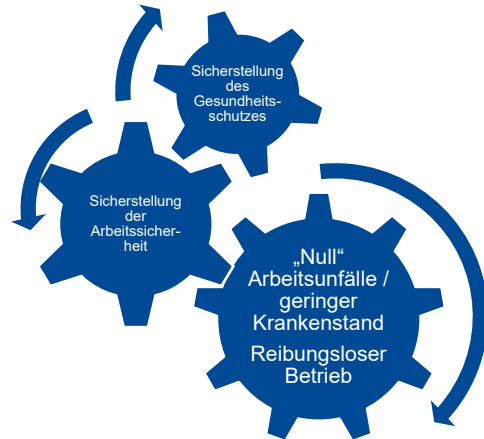 Sicherstellung
des
Gesundheits-
schutzes
Sicherstellung
der
Arbeitssicher-
heit
„Null“
Arbeitsunfälle /
geringer
Krankenstand
Reibungsloser
Betrieb